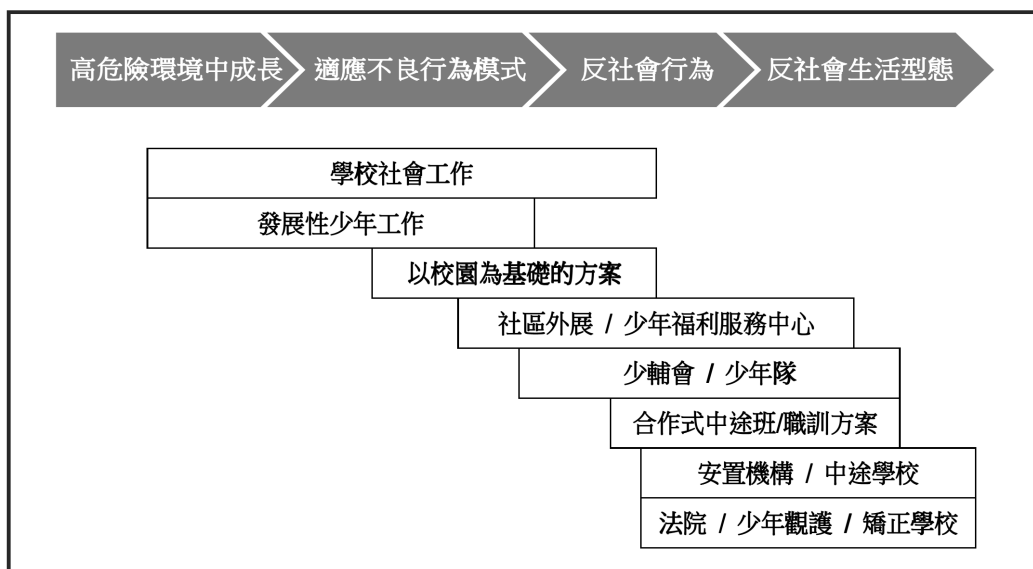 高危險環境中成長
適應不良行為模式
反社會行為
反社會生活型態
學校社會工作
發展性少年工作
以校園為基礎的方案
社區外展 / 少年福利服務中心
少輔會 / 少年隊
合作式中途班/職訓方案
安置機構 / 中途學校
法院 / 少年觀護 / 矯正學校